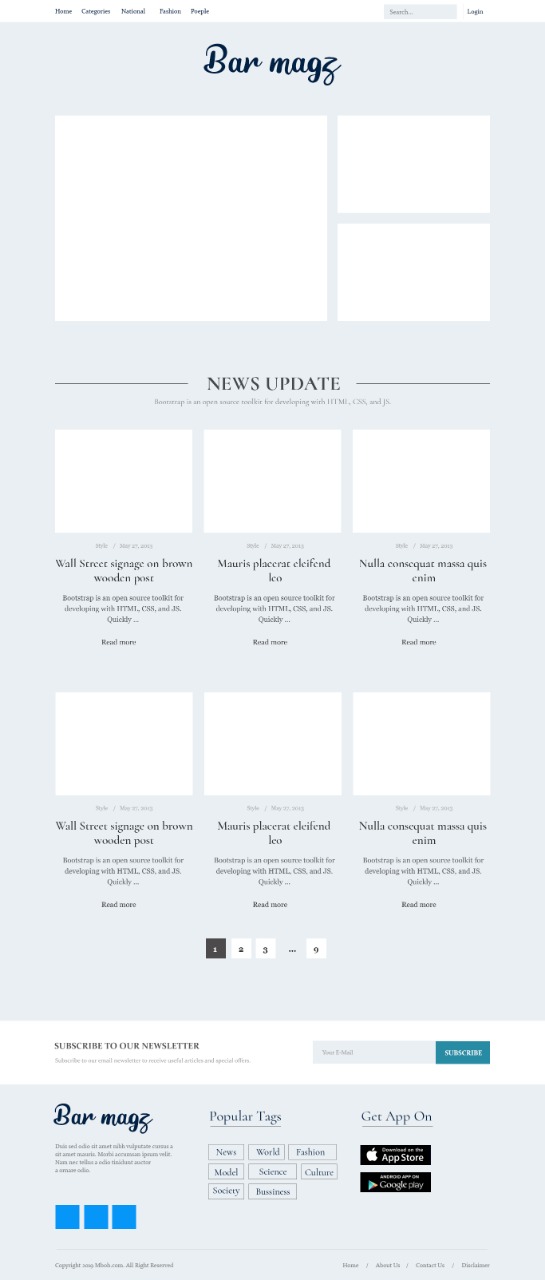 Home Categories National Fashion Poeple Search... Login
Bar magz
NEWS UPDATE
Bootstrap is an open source toolkit for developing with HTML, CSS, and JS.
Style / May 27, 2013
Style / May 27, 2013
Style / May 27, 2013
Wall Street signage on brown
wooden post
Mauris placerat eleifend
leo
Nulla consequat massa quis
enim
Bootstrap is an open source toolkit for
developing with HTML, CSS, and JS.
Quickly ...
Bootstrap is an open source toolkit for
developing with HTML, CSS, and JS.
Quickly ...
Bootstrap is an open source toolkit for
developing with HTML, CSS, and JS.
Quickly ...
Read more
Read more
Read more
Style / May 27, 2013
Style / May 27, 2013
Style / May 27, 2013
Wall Street signage on brown
wooden post
Mauris placerat eleifend
leo
Nulla consequat massa quis
enim
Bootstrap is an open source toolkit for
developing with HTML, CSS, and JS.
Quickly ...
Bootstrap is an open source toolkit for
developing with HTML, CSS, and JS.
Quickly ...
Bootstrap is an open source toolkit for
developing with HTML, CSS, and JS.
Quickly ...
Read more
Read more
Read more
1 2 3 ... 9
SUBSCRIBE TO OUR NEWSLETTER
Subscribe to our email newsletter to receive useful articles and special offers.
Your E-Mail SUBSCRIBE
Bar magz
Duis sed odio sit amet nibh vulputate cursus a
sit amet mauris. Morbi accumsan ipsum velit.
Nam nec tellus a odio tincidunt auctor
a ornare odio.
Popular Tags
News World Fashion
Model Science Culture
Society Bussiness
Get App On
Download on the
App Store
ANDROID APP ON
Google play
Copyright 2019 Mbok.com. All Right Reserved
Home / About Us / Contact Us / Disclaimer